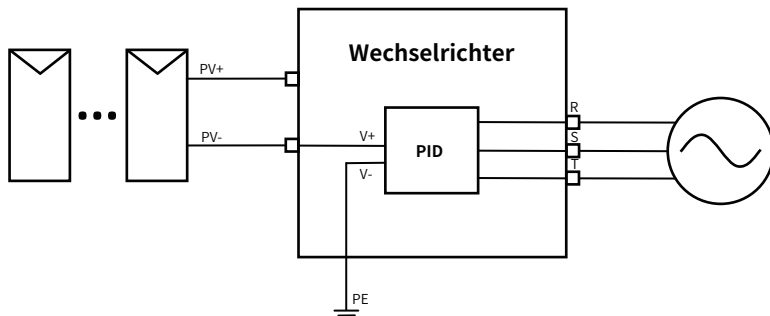 Wechselrichter
PV+
PV-
V+
V-
PID
R
S
T
PE